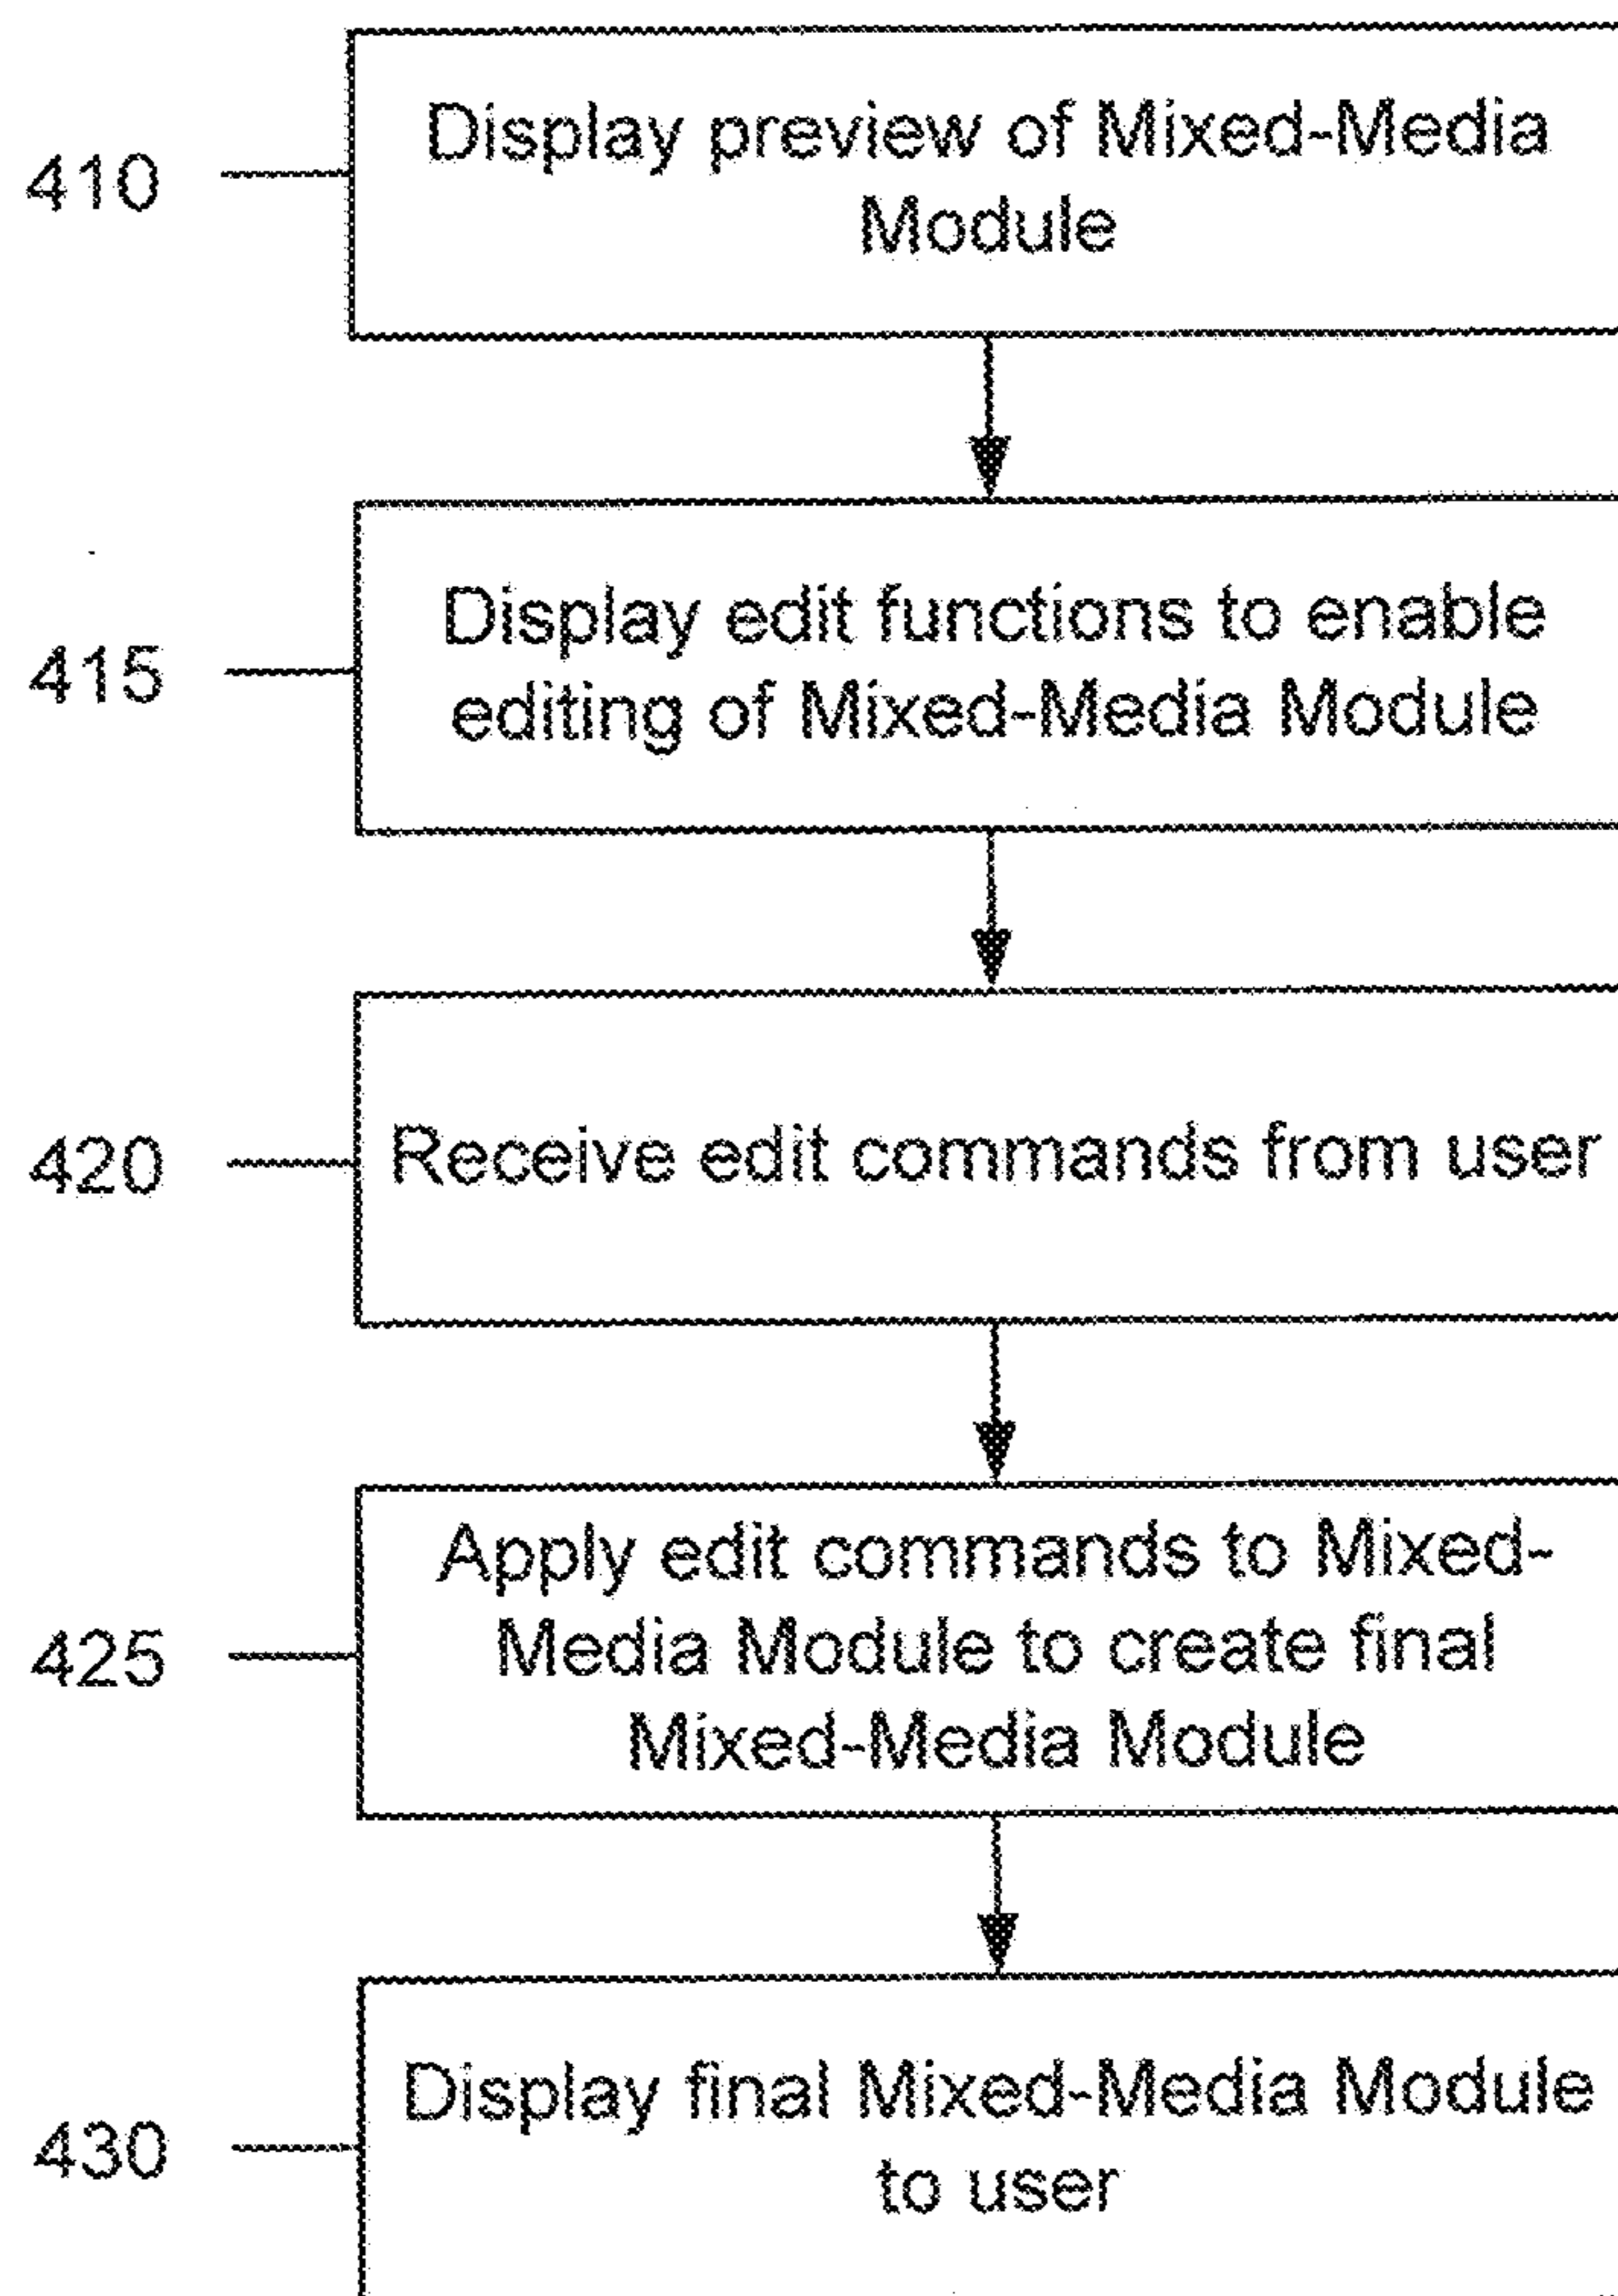 410
Display preview of Mixed-Media
Module
415
Display edit functions to enable
editing of Mixed-Media Module
420
Receive edit commands from user
425
Apply edit commands to Mixed-
Media Module to create final
Mixed-Media Module
430
Display final Mixed-Media Module
to user